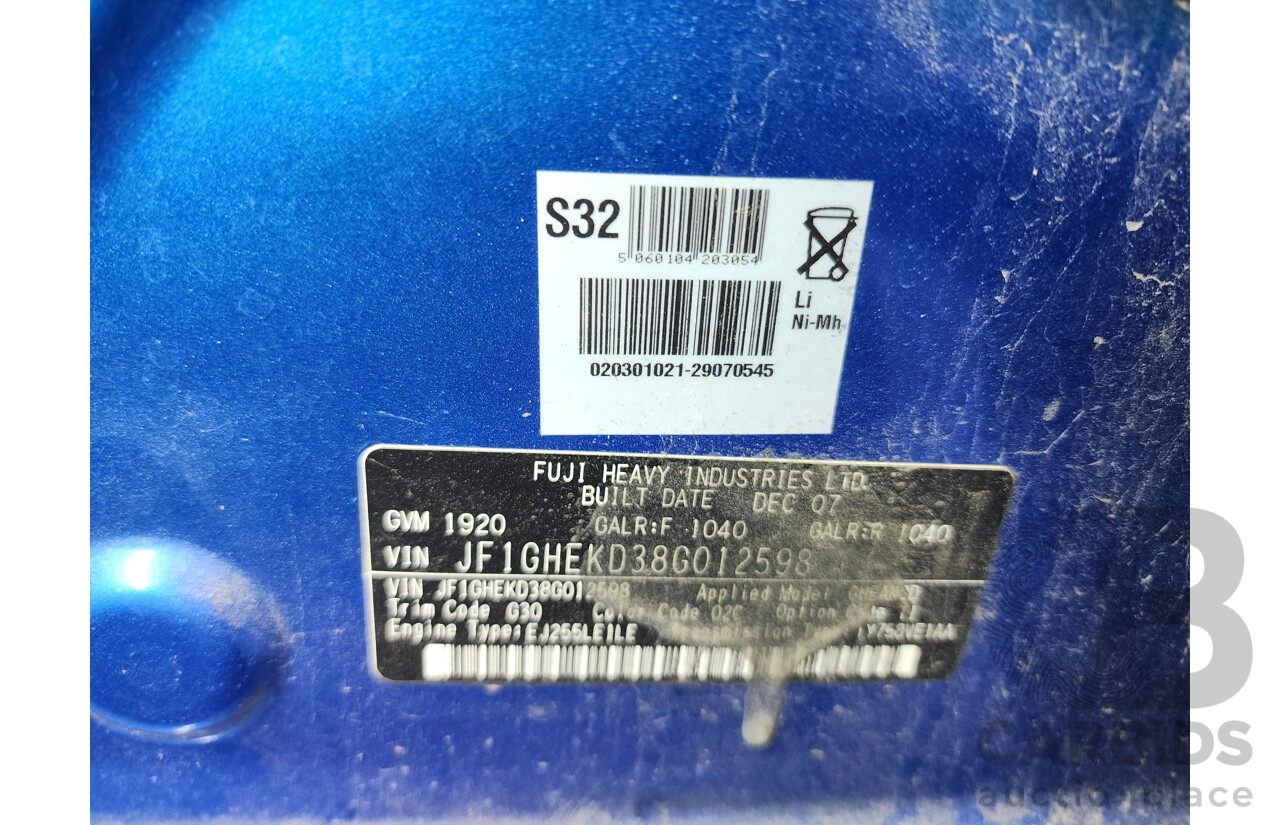 S32
5 060104 203054
Li
Ni-Mh
020301021-29070545
FUJI HEAVY INDUSTRIES LTD.
BUILT DATE DEC 07
GVM 1920 GALR:F 1040 GALR:R 1040
VIN JF1GHEKD38G012598
VIN JF1GHEKD38G012598 Applied Model
Trim Code G30 Color Code 02C Option
Engine Type: EJ255LE1LE
CARBIDS
auction place